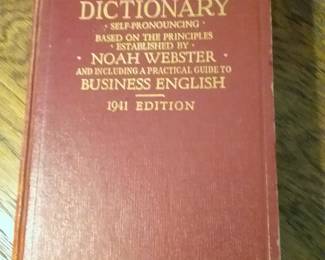 DICTIONARY
· SELF-PRONOUNCING ·
BASED ON THE PRINCIPLES
· ESTABLISHED BY ·
NOAH WEBSTER
AND INCLUDING A PRACTICAL GUIDE TO
BUSINESS ENGLISH
1941 EDITION